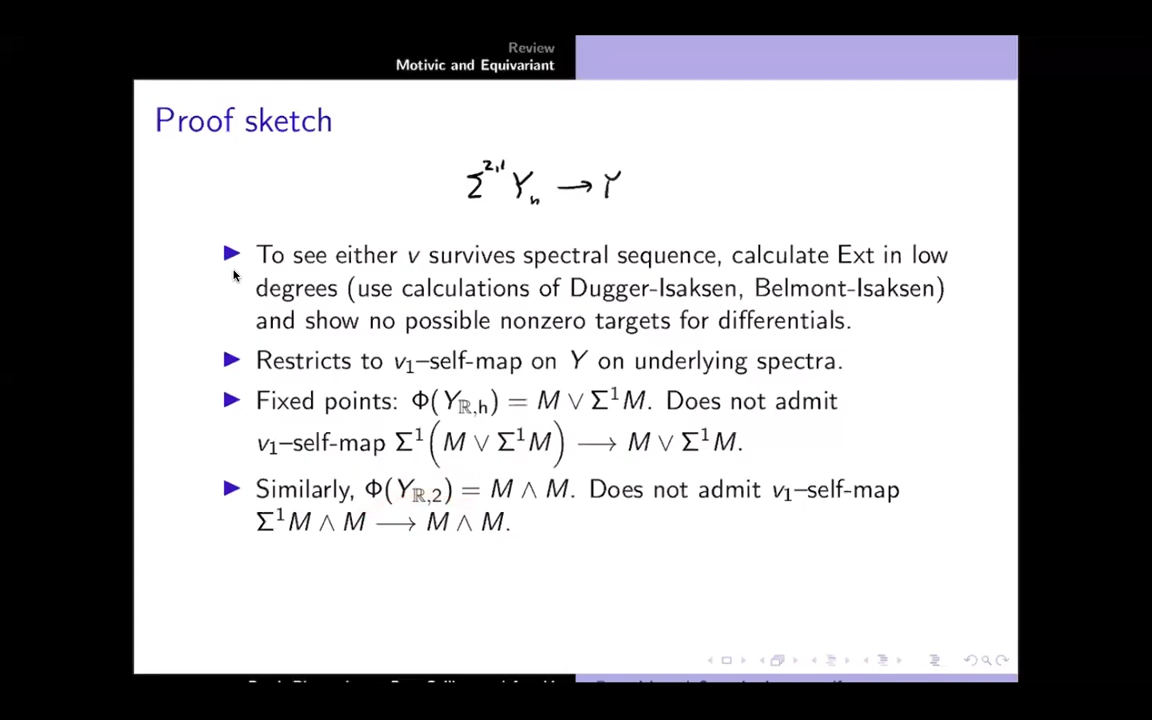 Review
Motivic and Equivariant
Proof sketch
Σ^{2,1} Y_h → Y
▶ To see either v survives spectral sequence, calculate Ext in low
degrees (use calculations of Dugger-Isaksen, Belmont-Isaksen)
and show no possible nonzero targets for differentials.
▶ Restricts to v₁–self-map on Y on underlying spectra.
▶ Fixed points: Φ(Y_{ℝ,h}) = M ∨ Σ¹M. Does not admit
v₁–self-map Σ¹(M ∨ Σ¹M) ⟶ M ∨ Σ¹M.
▶ Similarly, Φ(Y_{ℝ,2}) = M ∧ M. Does not admit v₁–self-map
Σ¹M ∧ M ⟶ M ∧ M.